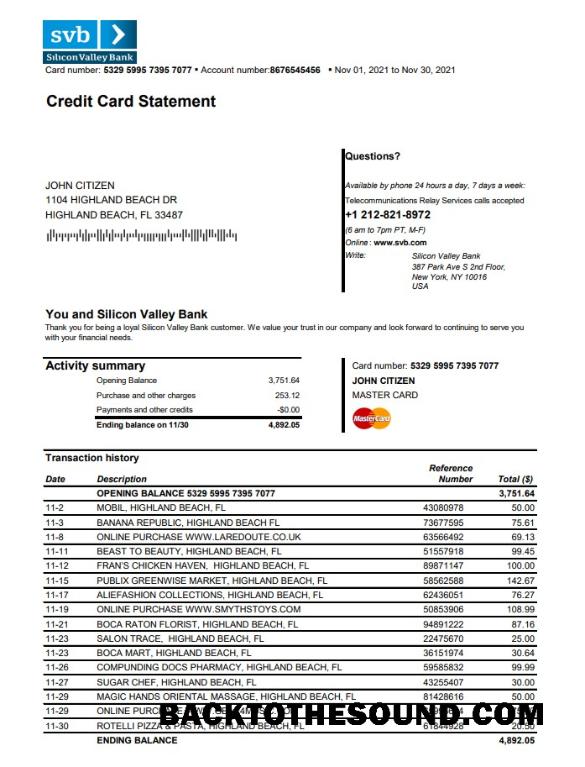 svb
Silicon Valley Bank
Card number: 5329 5995 7395 7077 • Account number:8676545456 • Nov 01, 2021 to Nov 30, 2021
Credit Card Statement
Questions?
JOHN CITIZEN
1104 HIGHLAND BEACH DR
HIGHLAND BEACH, FL 33487
Available by phone 24 hours a day, 7 days a week:
Telecommunications Relay Services calls accepted
+1 212-821-8972
(6 am to 7pm PT, M-F)
Online : www.svb.com
Write: Silicon Valley Bank
387 Park Ave S 2nd Floor,
New York, NY 10016
USA
You and Silicon Valley Bank
Thank you for being a loyal Silicon Valley Bank customer. We value your trust in our company and look forward to continuing to serve you
with your financial needs.
Activity summary
Opening Balance 3,751.64
Purchase and other charges 253.12
Payments and other credits -$0.00
Ending balance on 11/30 4,892.05
Card number: 5329 5995 7395 7077
JOHN CITIZEN
MASTER CARD
MasterCard
Transaction history
Date Description Reference Number Total ($)
OPENING BALANCE 5329 5995 7395 7077 3,751.64
11-2 MOBIL, HIGHLAND BEACH, FL 43080978 50.00
11-3 BANANA REPUBLIC, HIGHLAND BEACH FL 73677595 75.61
11-8 ONLINE PURCHASE WWW.LAREDOUTE.CO.UK 63566492 69.13
11-11 BEAST TO BEAUTY, HIGHLAND BEACH, FL 51557918 99.45
11-12 FRAN'S CHICKEN HAVEN, HIGHLAND BEACH, FL 89871147 100.00
11-15 PUBLIX GREENWISE MARKET, HIGHLAND BEACH, FL 58562588 142.67
11-17 ALIEFASHION COLLECTIONS, HIGHLAND BEACH, FL 62436051 76.27
11-19 ONLINE PURCHASE WWW.SMYTHSTOYS.COM 50853906 108.99
11-21 BOCA RATON FLORIST, HIGHLAND BEACH, FL 94891222 87.16
11-23 SALON TRACE, HIGHLAND BEACH, FL 22475670 25.00
11-23 BOCA MART, HIGHLAND BEACH, FL 36151974 30.64
11-26 COMPUNDING DOCS PHARMACY, HIGHLAND BEACH, FL 59585832 99.99
11-27 SUGAR CHEF, HIGHLAND BEACH, FL 43255407 30.00
11-29 MAGIC HANDS ORIENTAL MASSAGE, HIGHLAND BEACH, FL 81428616 50.00
11-29 ONLINE
BACKTOTHESOUND.COM
11-30 ROTELLI PIZZA & PASTA, HIGHLAND BEACH, FL 61844928 20.50
ENDING BALANCE 4,892.05